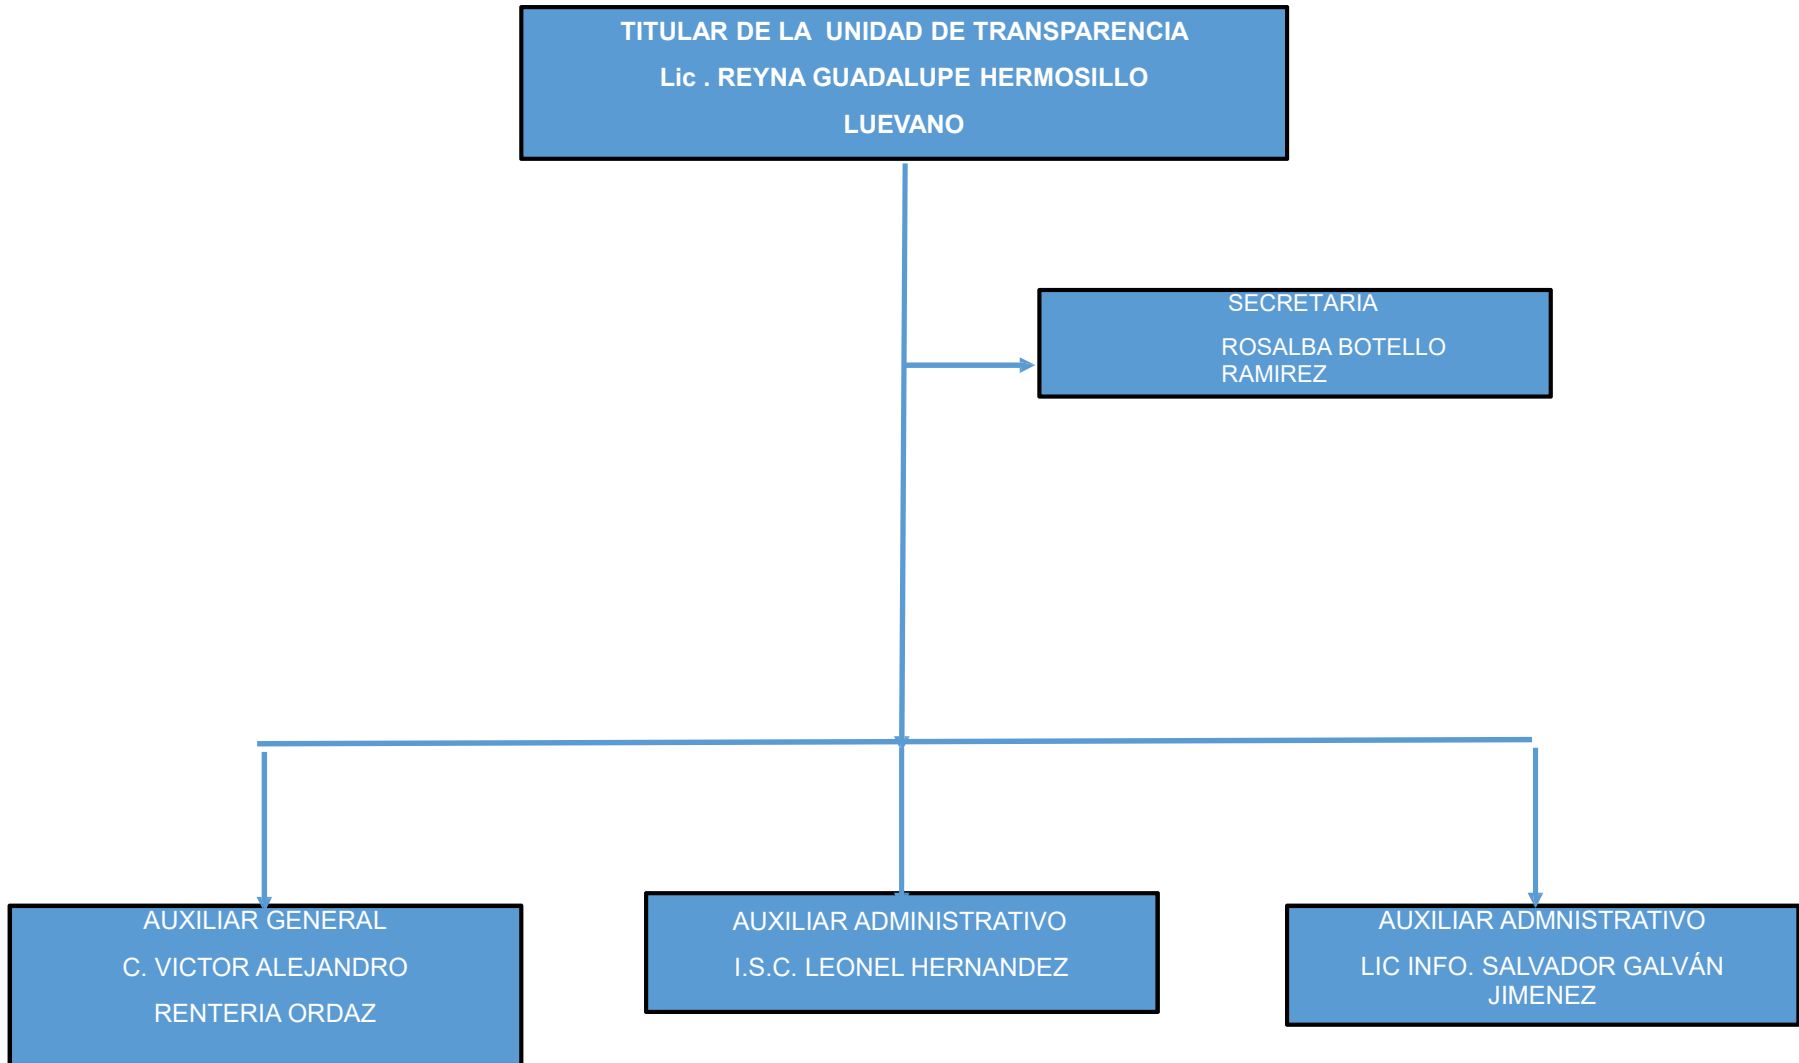 TITULAR DE LA UNIDAD DE TRANSPARENCIA
Lic . REYNA GUADALUPE HERMOSILLO
LUEVANO
SECRETARIA
ROSALBA BOTELLO
RAMIREZ
AUXILIAR GENERAL
C. VICTOR ALEJANDRO
RENTERIA ORDAZ
AUXILIAR ADMINISTRATIVO
I.S.C. LEONEL HERNANDEZ
AUXILIAR ADMNISTRATIVO
LIC INFO. SALVADOR GALVÁN
JIMENEZ